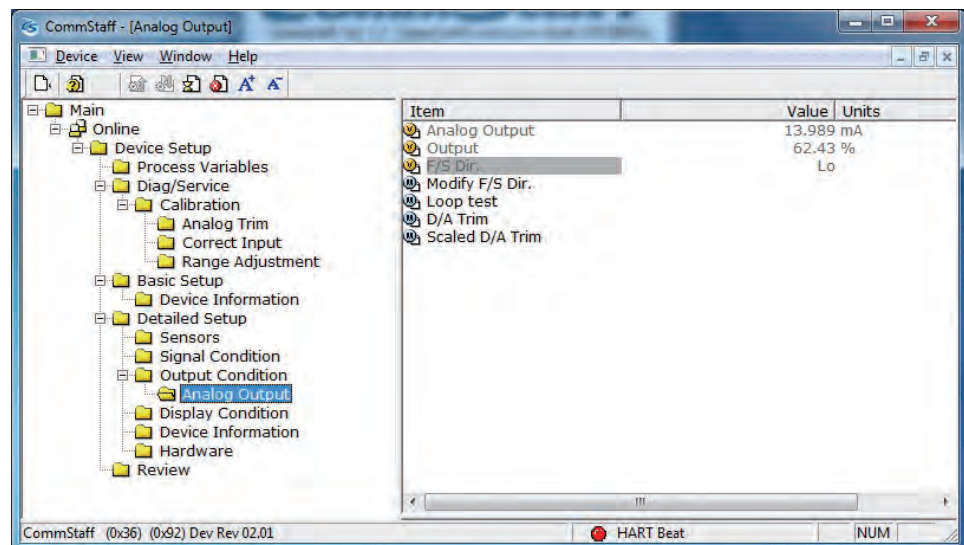 CommStaff - [Analog Output]
Device View Window Help
Main
Online
Device Setup
Process Variables
Diag/Service
Calibration
Analog Trim
Correct Input
Range Adjustment
Basic Setup
Device Information
Detailed Setup
Sensors
Signal Condition
Output Condition
Analog Output
Display Condition
Device Information
Hardware
Review
Item Value Units
Analog Output 13.989 mA
Output 62.43 %
F/S Dir. Lo
Modify F/S Dir.
Loop test
D/A Trim
Scaled D/A Trim
CommStaff (0x36) (0x92) Dev Rev 02.01 HART Beat NUM